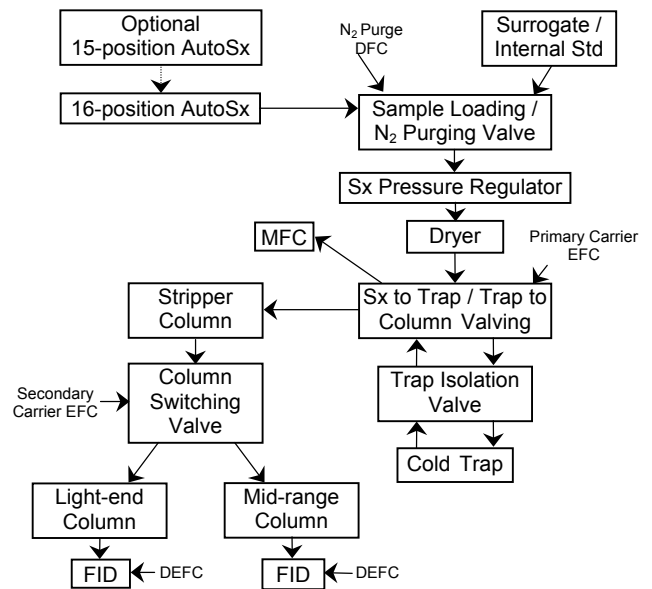 Optional
15-position AutoSx
N₂ Purge
DFC
Surrogate /
Internal Std
16-position AutoSx
Sample Loading /
N₂ Purging Valve
Sx Pressure Regulator
MFC
Dryer
Primary Carrier
EFC
Stripper
Column
Sx to Trap / Trap to
Column Valving
Secondary
Carrier EFC
Column
Switching
Valve
Trap Isolation
Valve
Cold Trap
Light-end
Column
Mid-range
Column
FID
DEFC
FID
DEFC